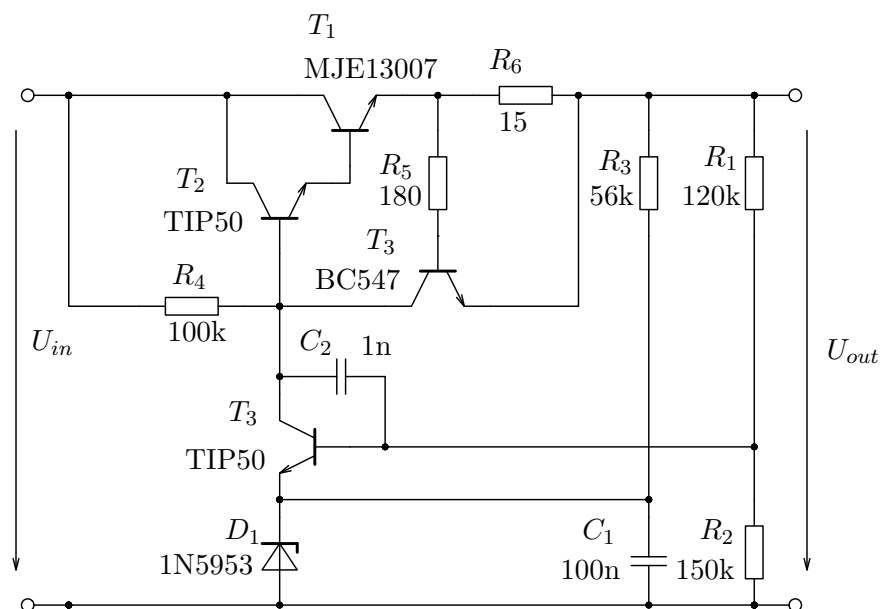 T1
MJE13007
R6
15
T2
TIP50
R5
180
R3
56k
R1
120k
T3
BC547
R4
100k
Uin
C2
1n
Uout
T3
TIP50
D1
1N5953
C1
100n
R2
150k